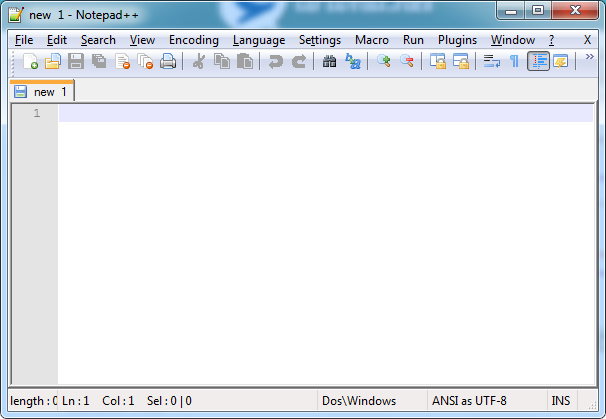 new 1 - Notepad++
File Edit Search View Encoding Language Settings Macro Run Plugins Window ? X
new 1
1
length : 0 Ln : 1 Col : 1 Sel : 0 | 0 Dos\Windows ANSI as UTF-8 INS